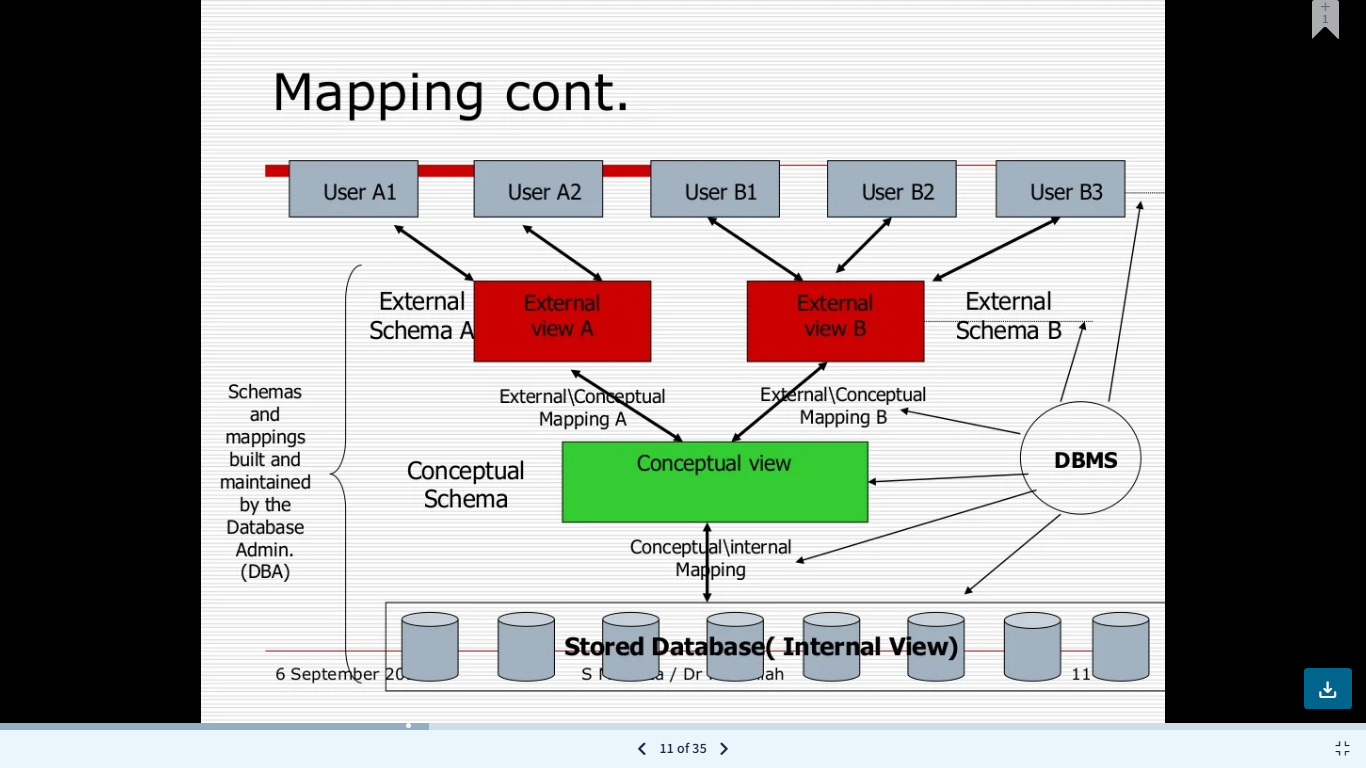 +
1
Mapping cont.
User A1
User A2
User B1
User B2
User B3
External
Schema A
External
view A
External
view B
External
Schema B
Schemas
and
mappings
built and
maintained
by the
Database
Admin.
(DBA)
External\Conceptual
Mapping A
External\Conceptual
Mapping B
DBMS
Conceptual
Schema
Conceptual view
Conceptual\internal
Mapping
Stored Database( Internal View)
6 September
S / Dr
11
11 of 35